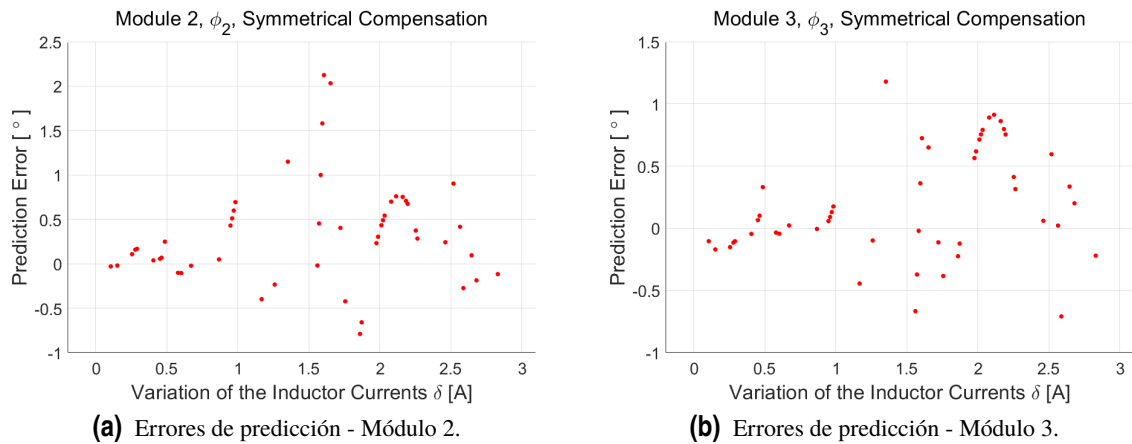 Module 2, ϕ2, Symmetrical Compensation
2.5
2
1.5
1
0.5
0
-0.5
-1
Prediction Error [ ° ]
0 0.5 1 1.5 2 2.5 3
Variation of the Inductor Currents δ [A]
(a) Errores de predicción - Módulo 2.
Module 3, ϕ3, Symmetrical Compensation
1.5
1
0.5
0
-0.5
-1
Prediction Error [ ° ]
0 0.5 1 1.5 2 2.5 3
Variation of the Inductor Currents δ [A]
(b) Errores de predicción - Módulo 3.